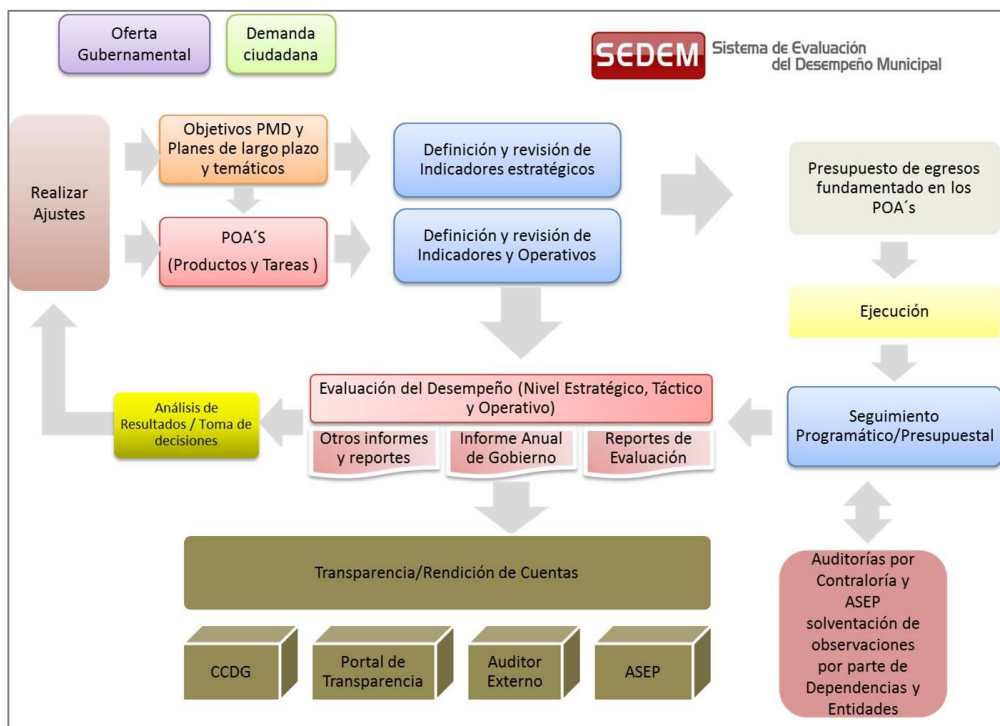 Oferta
Gubernamental
Demanda
ciudadana
SEDEM
Sistema de Evaluación
del Desempeño Municipal
Realizar
Ajustes
Objetivos PMD y
Planes de largo plazo
y temáticos
Definición y revisión de
Indicadores estratégicos
Presupuesto de egresos
fundamentado en los
POA´s
POA´S
(Productos y Tareas )
Definición y revisión de
Indicadores y Operativos
Ejecución
Evaluación del Desempeño (Nivel Estratégico, Táctico
y Operativo)
Análisis de
Resultados / Toma de
decisiones
Seguimiento
Programático/Presupuestal
Otros informes
y reportes
Informe Anual
de Gobierno
Reportes de
Evaluación
Transparencia/Rendición de Cuentas
Auditorías por
Contraloría y
ASEP
solventación de
observaciones
por parte de
Dependencias y
Entidades
CCDG
Portal de
Transparencia
Auditor
Externo
ASEP